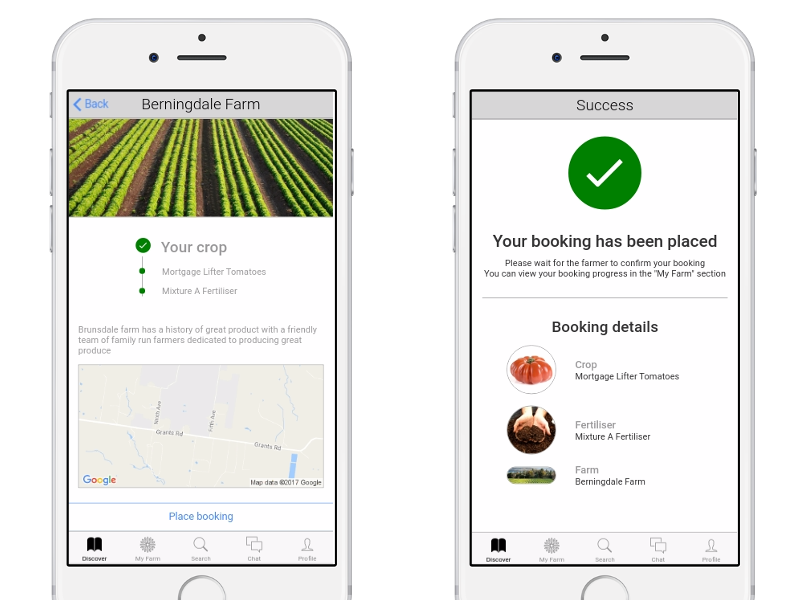 Back
Berningdale Farm
Your crop
Mortgage Lifter Tomatoes
Mixture A Fertiliser
Brunsdale farm has a history of great product with a friendly
team of family run farmers dedicated to producing great
produce
Ninth Ave
Fifth Ave
Grants Rd
Grants Rd
Google
Map data ©2017 Google
Place booking
Discover
My Farm
Search
Chat
Profile
Success
Your booking has been placed
Please wait for the farmer to confirm your booking
You can view your booking progress in the "My Farm" section
Booking details
Crop
Mortgage Lifter Tomatoes
Fertiliser
Mixture A Fertiliser
Farm
Berningdale Farm
Discover
My Farm
Search
Chat
Profile